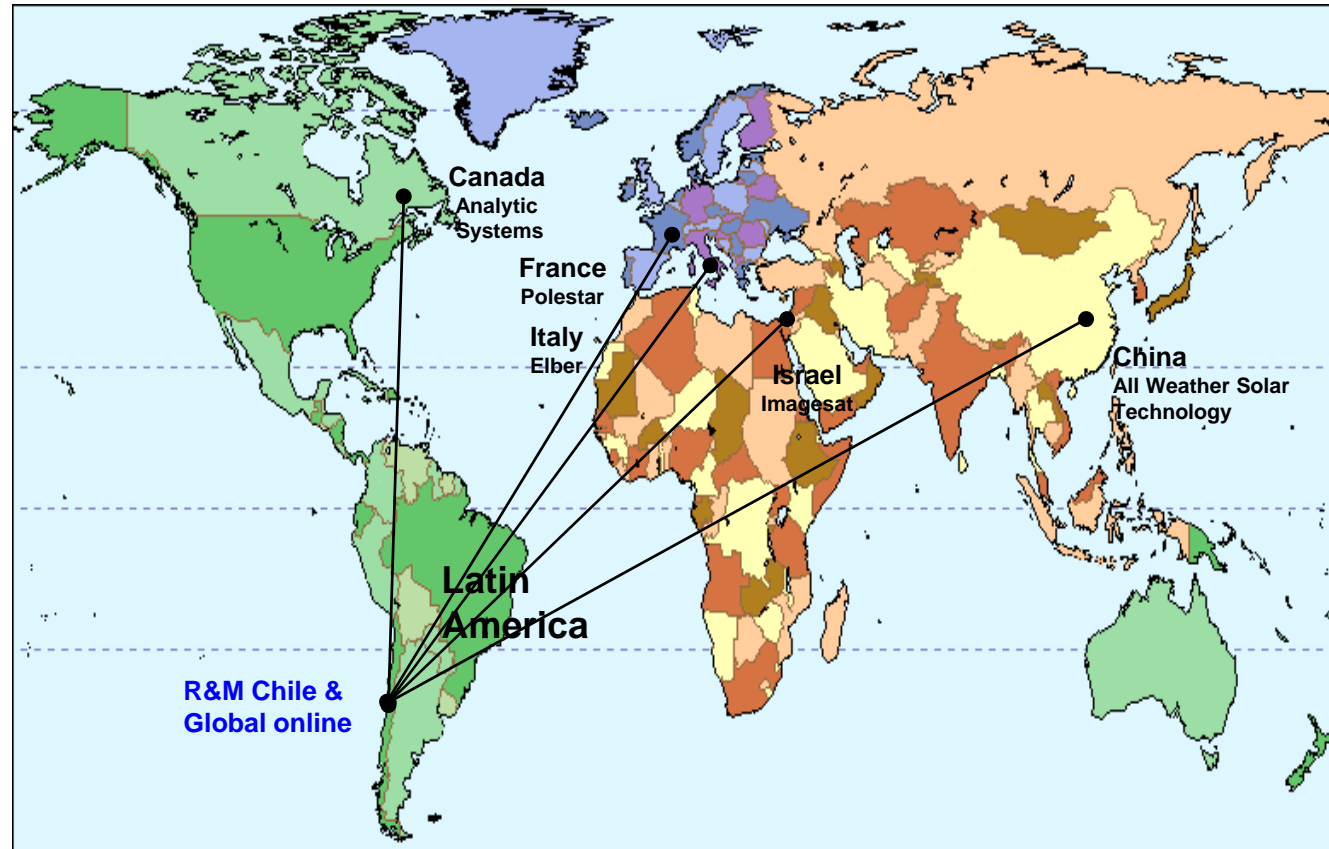 Canada
Analytic
Systems
France
Polestar
Italy
Elber
Israel
Imagesat
China
All Weather Solar
Technology
Latin
America
R&M Chile &
Global online